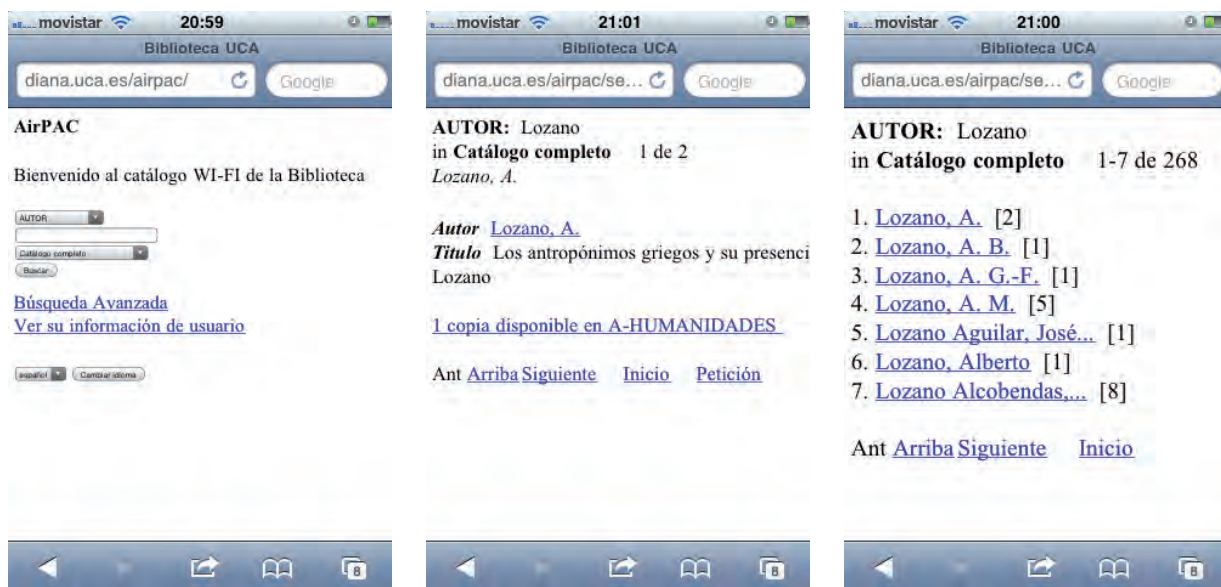 movistar 20:59
Biblioteca UCA
diana.uca.es/airpac/ Google
AirPAC
Bienvenido al catálogo WI-FI de la Biblioteca
AUTOR
Catálogo completo
Buscar
Búsqueda Avanzada
Ver su información de usuario
español Cambiar idioma
8
movistar 21:01
Biblioteca UCA
diana.uca.es/airpac/se... Google
AUTOR: Lozano
in Catálogo completo 1 de 2
Lozano, A.
Autor Lozano, A.
Titulo Los antropónimos griegos y su presenci
Lozano
1 copia disponible en A-HUMANIDADES
Ant Arriba Siguiente Inicio Petición
8
movistar 21:00
Biblioteca UCA
diana.uca.es/airpac/se... Google
AUTOR: Lozano
in Catálogo completo 1-7 de 268
1. Lozano, A. [2]
2. Lozano, A. B. [1]
3. Lozano, A. G.-F. [1]
4. Lozano, A. M. [5]
5. Lozano Aguilar, José... [1]
6. Lozano, Alberto [1]
7. Lozano Alcobendas,... [8]
Ant Arriba Siguiente Inicio
8